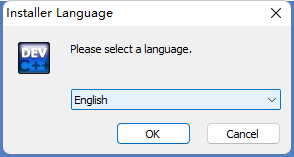 Installer Language
DEV
C++
Please select a language.
English
OK
Cancel